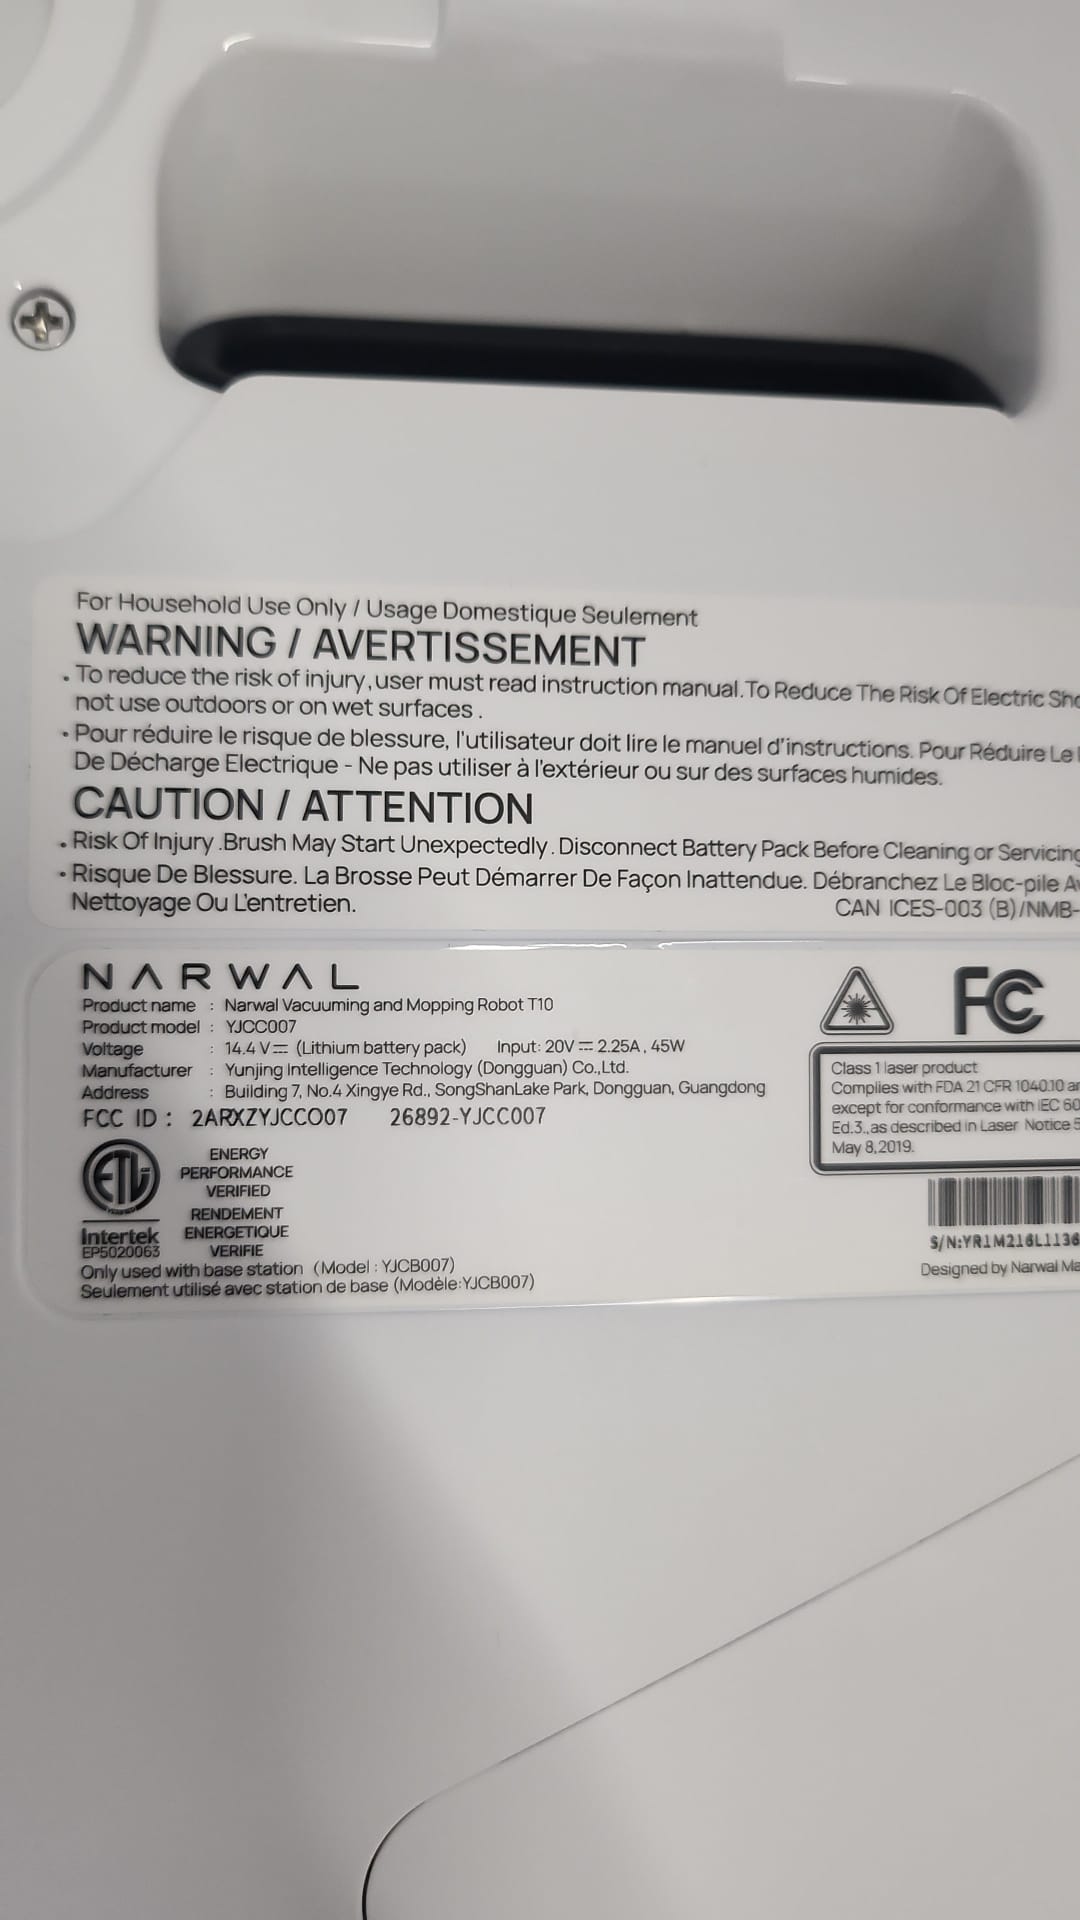 For Household Use Only / Usage Domestique Seulement
WARNING / AVERTISSEMENT
• To reduce the risk of injury,user must read instruction manual.To Reduce The Risk Of Electric
not use outdoors or on wet surfaces .
• Pour réduire le risque de blessure, l'utilisateur doit lire le manuel d'instructions. Pour Réduire Le
De Décharge Electrique - Ne pas utiliser à l'extérieur ou sur des surfaces humides.
CAUTION / ATTENTION
• Risk Of Injury .Brush May Start Unexpectedly . Disconnect Battery Pack Before Cleaning or Servicing
• Risque De Blessure. La Brosse Peut Démarrer De Façon Inattendue. Débranchez Le Bloc-pile
Nettoyage Ou L'entretien.
CAN ICES-003 (B)/NMB-
NARWAL
Product name : Narwal Vacuuming and Mopping Robot T10
Product model : YJCC007
Voltage : 14.4 V⎓ (Lithium battery pack) Input: 20V ⎓ 2.25A , 45W
Manufacturer : Yunjing Intelligence Technology (Dongguan) Co.,Ltd.
Address : Building 7, No.4 Xingye Rd., SongShanLake Park, Dongguan, Guangdong
FCC ID : 2ARXZYJCCO07 26892-YJCC007
FC
Class 1 laser product
Complies with FDA 21 CFR 1040.10
except for conformance with IEC
Ed.3.,as described in Laser Notice
May 8,2019.
ETL
Intertek
EP5020063
ENERGY
PERFORMANCE
VERIFIED
RENDEMENT
ENERGETIQUE
VERIFIE
Only used with base station (Model : YJCB007)
Seulement utilisé avec station de base (Modèle:YJCB007)
S/N:YR1M216L1136
Designed by Narwal